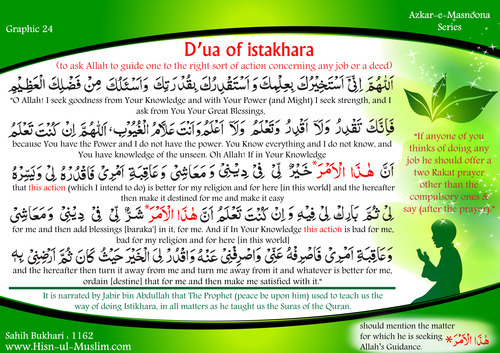 Graphic 24
Azkar-e-Masnoona
Series
D'ua of istakhara
(to ask Allah to guide one to the right sort of action concerning any job or a deed)
اَللّٰهُمَّ اِنِّيْٓ اَسْتَخِيْرُكَ بِعِلْمِكَ وَاَسْتَقْدِرُكَ بِقُدْرَتِكَ وَاَسْئَلُكَ مِنْ فَضْلِكَ الْعَظِيْمِ
"O Allah! I seek goodness from Your Knowledge and with Your Power (and Might) I seek strength, and I
ask from You Your Great Blessings,
فَاِنَّكَ تَقْدِرُ وَلَآ اَقْدِرُ وَتَعْلَمُ وَلَآ اَعْلَمُ وَاَنْتَ عَلَّامُ الْغُيُوْبِ، اَللّٰهُمَّ اِنْ كُنْتَ تَعْلَمُ
because You have the Power and I do not have the power. You Know everything and I do not know, and
You have knowledge of the unseen. Oh Allah! If in Your Knowledge
اَنَّ هٰذَا الْاَمْرَ* خَيْرٌ لِّيْ فِيْ دِيْنِيْ وَمَعَاشِيْ وَعَاقِبَةِ اَمْرِيْ فَاقْدُرْهُ لِيْ وَيَسِّرْهُ
that this action (which I intend to do) is better for my religion and for here [in this world] and the hereafter
then make it destined for me and make it easy
لِيْ ثُمَّ بَارِكْ لِيْ فِيْهِ وَ اِنْ كُنْتَ تَعْلَمُ اَنَّ هٰذَا الْاَمْرَ* شَرٌّ لِّيْ فِيْ دِيْنِيْ وَمَعَاشِيْ
for me and then add blessings [baraka'] in it, for me. And if in Your Knowledge this action is bad for me,
bad for my religion and for here [in this world]
وَعَاقِبَةِ اَمْرِيْ فَاصْرِفْهُ عَنِّيْ وَاصْرِفْنِيْ عَنْهُ وَاقْدُرْ لِيَ الْخَيْرَ حَيْثُ كَانَ ثُمَّ اَرْضِنِيْ بِهٖ
and the hereafter then turn it away from me and turn me away from it and whatever is better for me,
ordain [destine] that for me and then make me satisfied with it."
It is narrated by Jabir bin Abdullah that The Prophet (peace be upon him) used to teach us the
way of doing Istikhara, in all matters as he taught us the Suras of the Quran.
"If anyone of you
thinks of doing any
job he should offer a
two Rakat prayer
other than the
compulsory ones &
say (after the prayer)."
Sahih Bukhari : 1162
www.Hisn-ul-Muslim.com
should mention the matter
for which he is seeking
Allah's Guidance.
هٰذَا الْاَمْرَ*